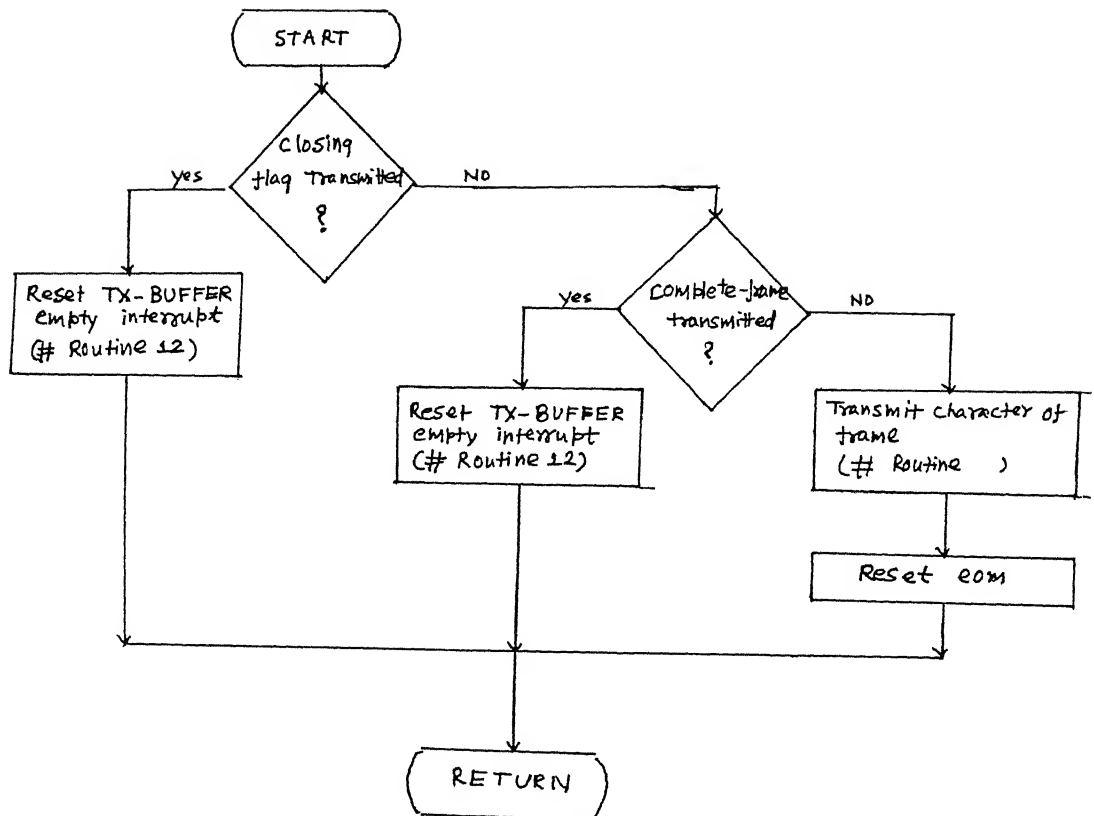 START
closing
flag Transmitted
?
yes
NO
Reset TX-BUFFER
empty interrupt
(# Routine 12)
Complete-frame
transmitted
?
yes
NO
Reset TX-BUFFER
empty interrupt
(# Routine 12)
Transmit character of
frame
(# Routine )
Reset eom
RETURN